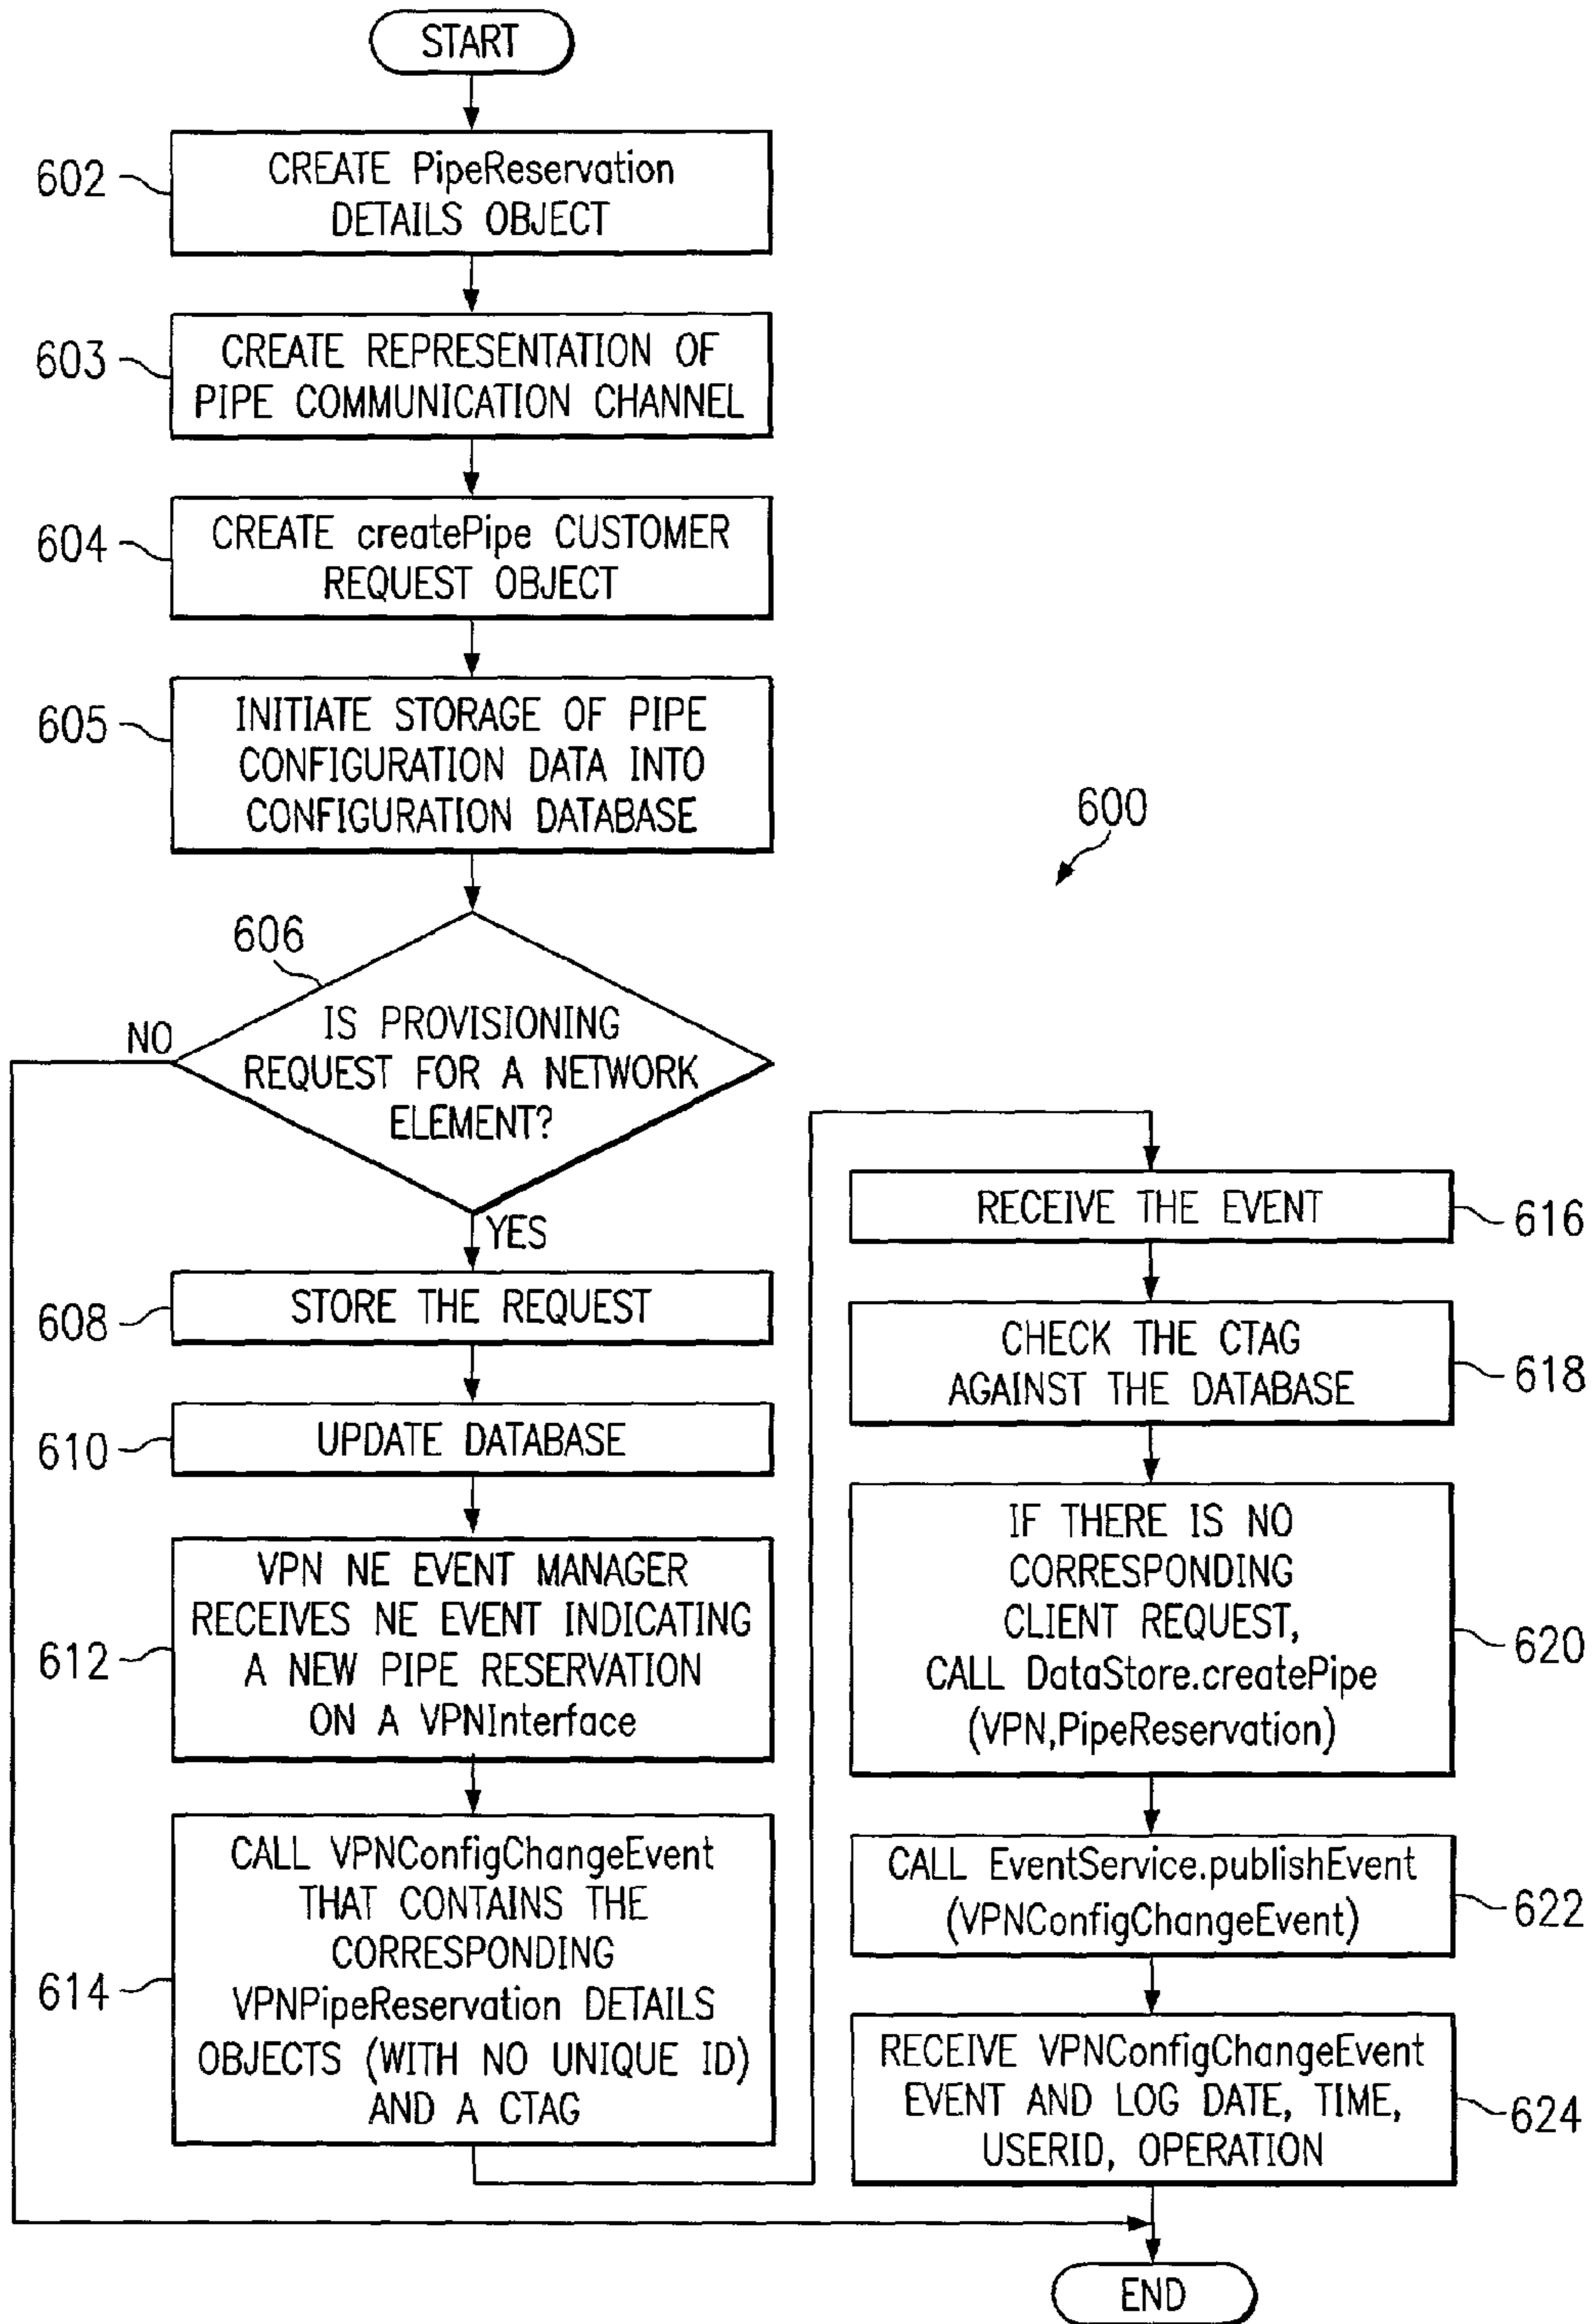 START
602
CREATE PipeReservation
DETAILS OBJECT
603
CREATE REPRESENTATION OF
PIPE COMMUNICATION CHANNEL
604
CREATE createPipe CUSTOMER
REQUEST OBJECT
605
INITIATE STORAGE OF PIPE
CONFIGURATION DATA INTO
CONFIGURATION DATABASE
600
606
IS PROVISIONING
REQUEST FOR A NETWORK
ELEMENT?
NO
YES
608
STORE THE REQUEST
610
UPDATE DATABASE
612
VPN NE EVENT MANAGER
RECEIVES NE EVENT INDICATING
A NEW PIPE RESERVATION
ON A VPNInterface
614
CALL VPNConfigChangeEvent
THAT CONTAINS THE
CORRESPONDING
VPNPipeReservation DETAILS
OBJECTS (WITH NO UNIQUE ID)
AND A CTAG
RECEIVE THE EVENT
616
CHECK THE CTAG
AGAINST THE DATABASE
618
IF THERE IS NO
CORRESPONDING
CLIENT REQUEST,
CALL DataStore.createPipe
(VPN,PipeReservation)
620
CALL EventService.publishEvent
(VPNConfigChangeEvent)
622
RECEIVE VPNConfigChangeEvent
EVENT AND LOG DATE, TIME,
USERID, OPERATION
624
END